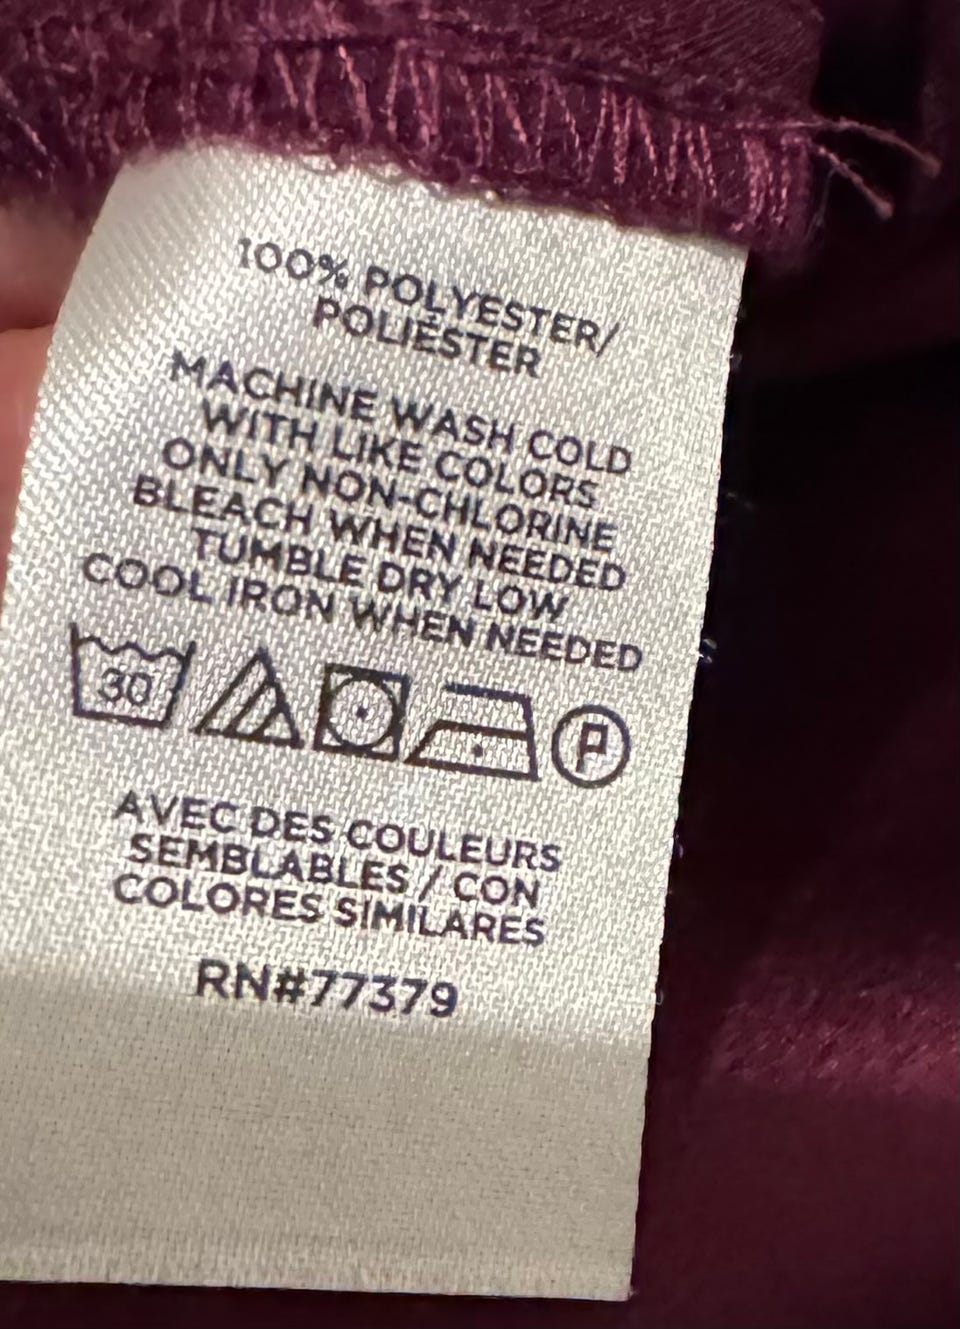 100% POLYESTER/
POLIÉSTER
MACHINE WASH COLD
WITH LIKE COLORS
ONLY NON-CHLORINE
BLEACH WHEN NEEDED
TUMBLE DRY LOW
COOL IRON WHEN NEEDED
30 P
AVEC DES COULEURS
SEMBLABLES / CON
COLORES SIMILARES
RN#77379